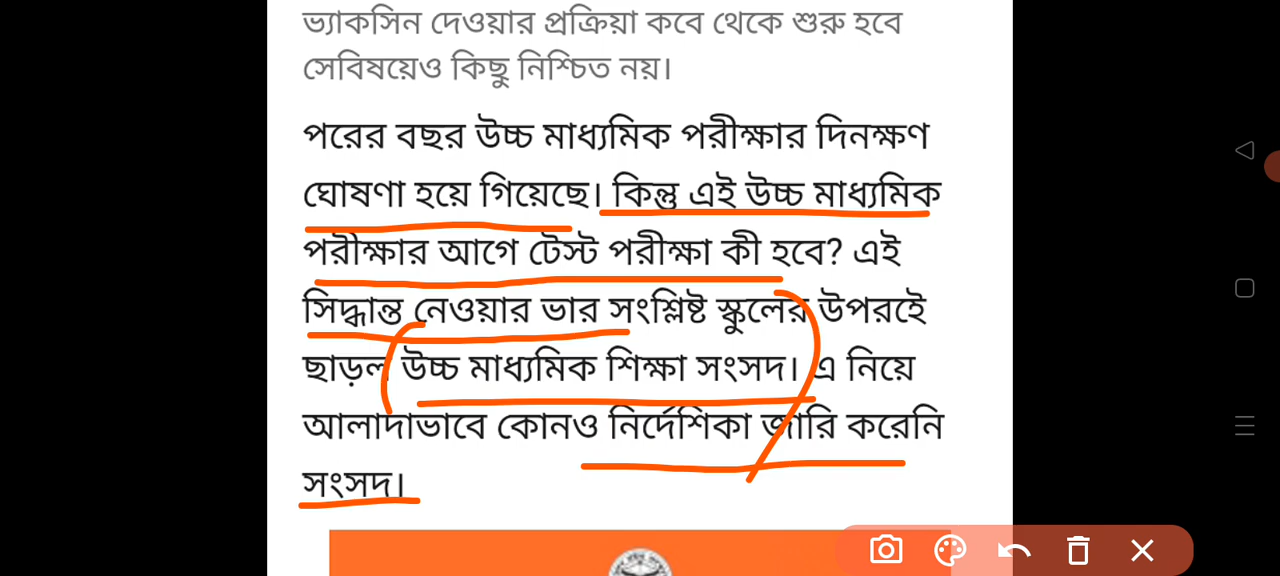 ভ্যাকসিন দেওয়ার প্রক্রিয়া কবে থেকে শুরু হবে
সেবিষয়েও কিছু নিশ্চিত নয়।
পরের বছর উচ্চ মাধ্যমিক পরীক্ষার দিনক্ষণ
ঘোষণা হয়ে গিয়েছে। কিন্তু এই উচ্চ মাধ্যমিক
পরীক্ষার আগে টেস্ট পরীক্ষা কী হবে? এই
সিদ্ধান্ত নেওয়ার ভার সংশ্লিষ্ট স্কুলের উপরইে
ছাড়ল উচ্চ মাধ্যমিক শিক্ষা সংসদ। এ নিয়ে
আলাদাভাবে কোনও নির্দেশিকা জারি করেনি
সংসদ।